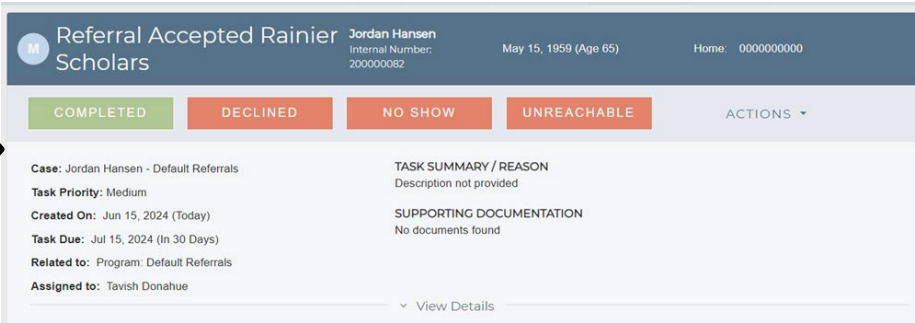 M
Referral Accepted Rainier
Scholars
Jordan Hansen
Internal Number:
200000082
May 15, 1959 (Age 65)
Home: 0000000000
COMPLETED
DECLINED
NO SHOW
UNREACHABLE
ACTIONS
Case: Jordan Hansen - Default Referrals
Task Priority: Medium
Created On: Jun 15, 2024 (Today)
Task Due: Jul 15, 2024 (In 30 Days)
Related to: Program: Default Referrals
Assigned to: Tavish Donahue
TASK SUMMARY / REASON
Description not provided
SUPPORTING DOCUMENTATION
No documents found
View Details